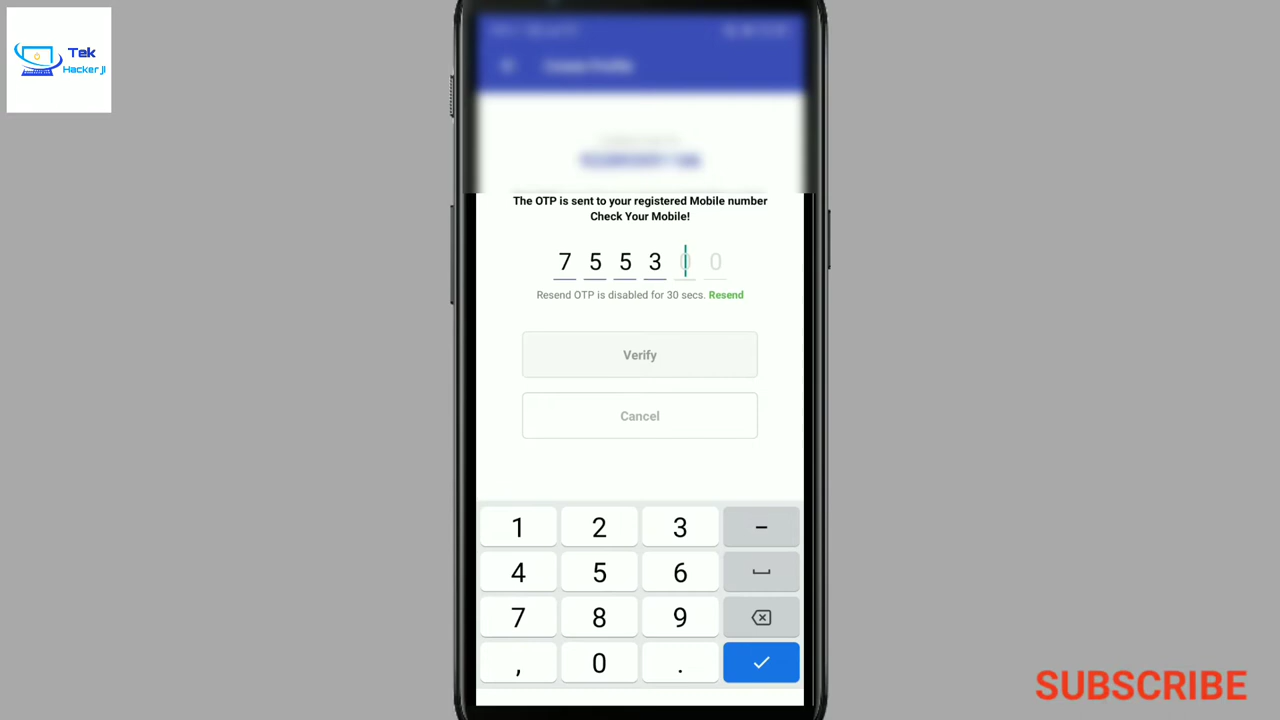 Tek
Hacker JI
The OTP is sent to your registered Mobile number
Check Your Mobile!
7 5 5 3 0 0
Resend OTP is disabled for 30 secs. Resend
Verify
Cancel
1 2 3 -
4 5 6
7 8 9
, 0 .
SUBSCRIBE